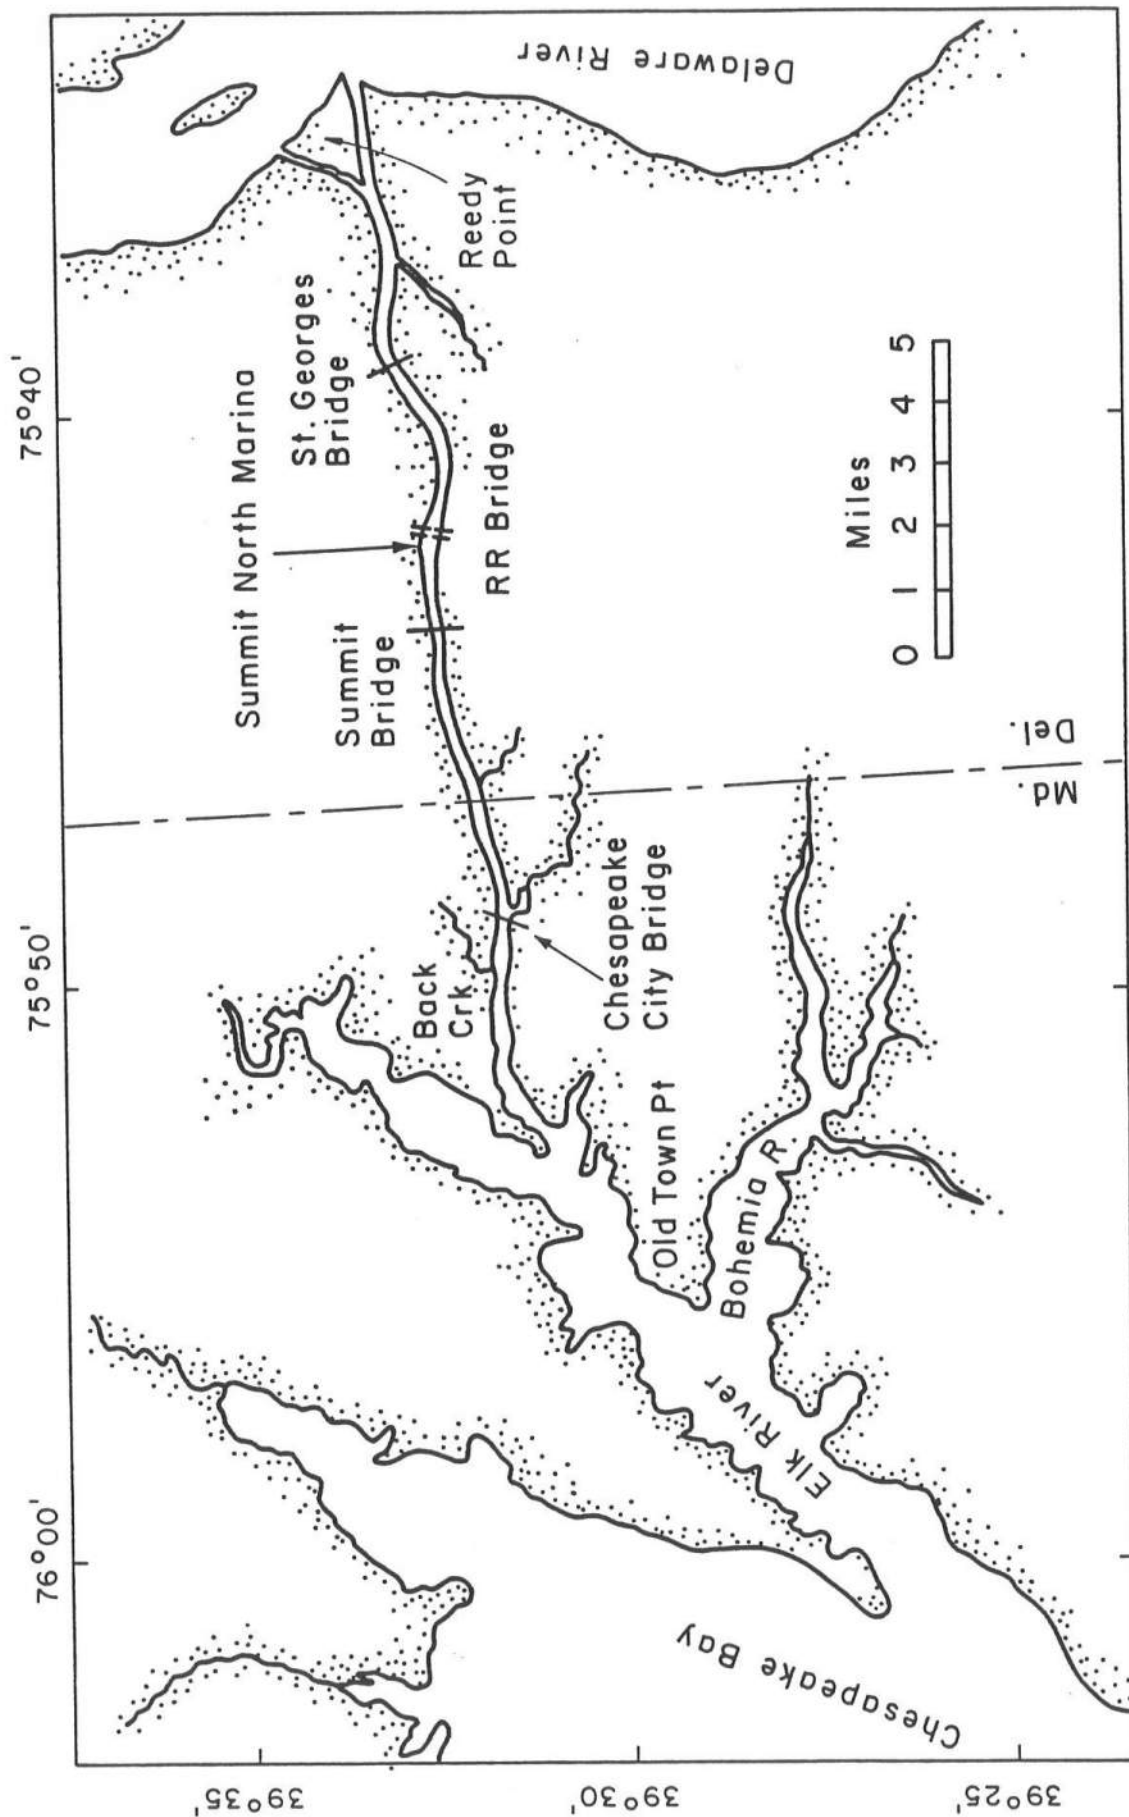 76°00'
75°50'
75°40'
39°35'
39°30'
39°25'
Summit North Marina
St. Georges
Bridge
Summit
Bridge
RR Bridge
Reedy
Point
Delaware River
Back
Crk
Chesapeake
City Bridge
Old Town Pt
Bohemia R
Elk River
Chesapeake Bay
Md.
Del.
Miles
0 1 2 3 4 5